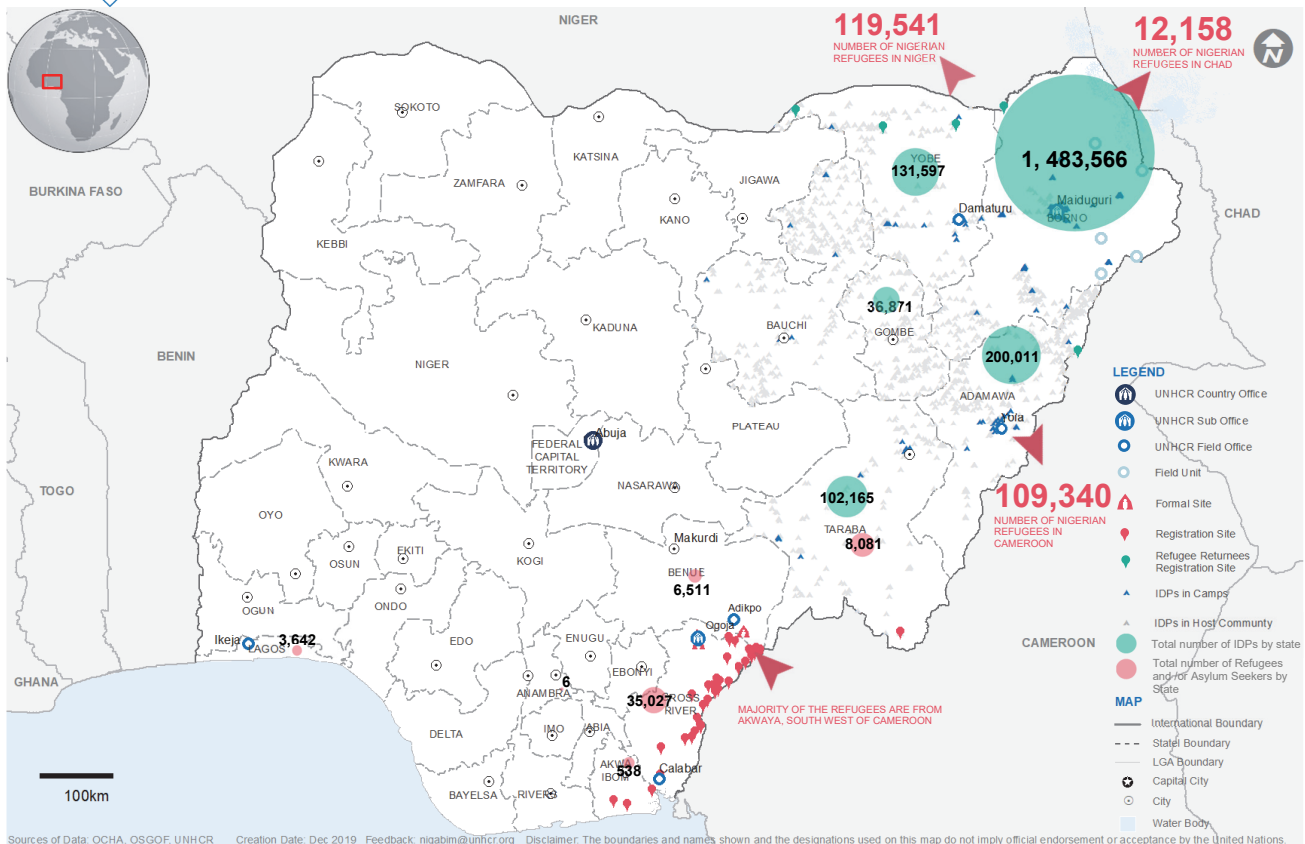 NIGER
119,541
NUMBER OF NIGERIAN
REFUGEES IN NIGER
12,158
NUMBER OF NIGERIAN
REFUGEES IN CHAD
N
SOKOTO
KATSINA
ZAMFARA
JIGAWA
KANO
KEBBI
BURKINA FASO
YOBE
131,597
1, 483,566
Damaturu
Maiduguri
BORNO
CHAD
36,871
GOMBE
BAUCHI
KADUNA
NIGER
BENIN
200,011
ADAMAWA
Yola
PLATEAU
Abuja
FEDERAL
CAPITAL
TERRITORY
NASARAWA
KWARA
TOGO
OYO
102,165
TARABA
8,081
109,340
NUMBER OF NIGERIAN
REFUGEES IN
CAMEROON
Makurdi
BENUE
6,511
KOGI
EKITI
OSUN
ONDO
OGUN
Ikeja
LAGOS
3,642
EDO
Adikpo
Ogoja
ENUGU
EBONYI
6
ANAMBRA
35,027
CROSS
RIVER
MAJORITY OF THE REFUGEES ARE FROM
AKWAYA, SOUTH WEST OF CAMEROON
CAMEROON
GHANA
DELTA
IMO
ABIA
AKWA
IBOM
538
Calabar
BAYELSA
RIVERS
100km
LEGEND
UNHCR Country Office
UNHCR Sub Office
UNHCR Field Office
Field Unit
Formal Site
Registration Site
Refugee Returnees
Registration Site
IDPs in Camps
IDPs in Host Communty
Total number of IDPs by state
Total number of Refugees
and /or Asylum Seekers by
State
MAP
International Boundary
Statel Boundary
LGA Boundary
Capital City
City
Water Body
Sources of Data: OCHA, OSGOF, UNHCR Creation Date: Dec 2019 Feedback: nigabim@unhcr.org Disclaimer: The boundaries and names shown and the designations used on this map do not imply official endorsement or acceptance by the United Nations.